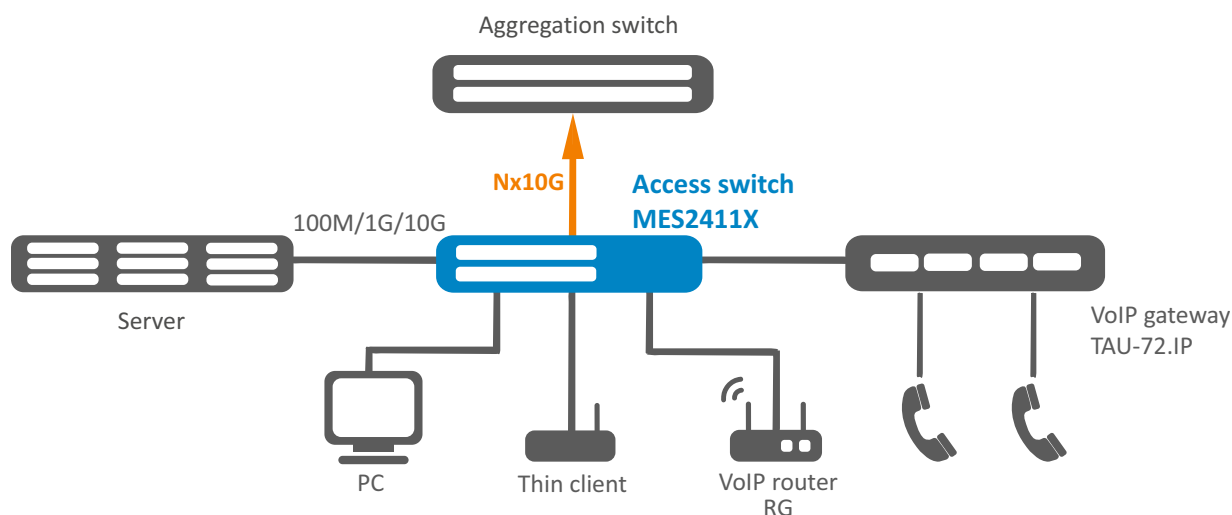 Aggregation switch
Nx10G
Access switch
MES2411X
100M/1G/10G
Server
VoIP gateway
TAU-72.IP
PC
Thin client
VoIP router
RG